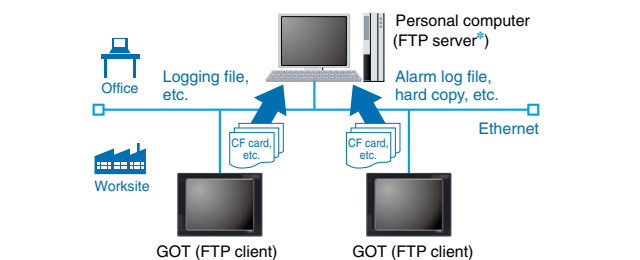 Personal computer
(FTP server*)
Office
Logging file,
etc.
Alarm log file,
hard copy, etc.
Ethernet
CF card,
etc.
CF card,
etc.
Worksite
GOT (FTP client)
GOT (FTP client)